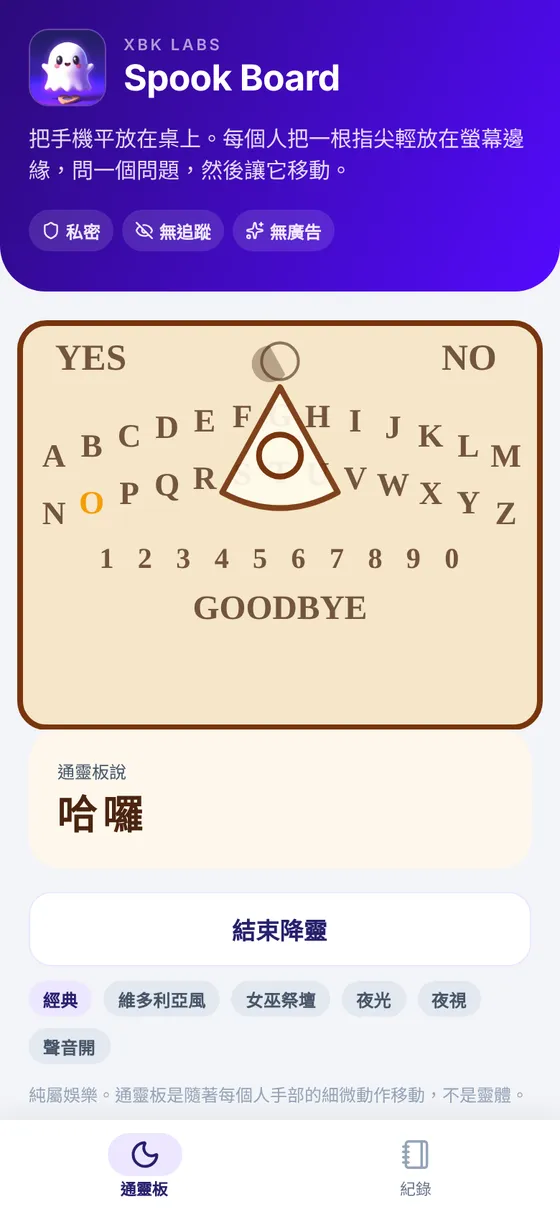 XBK LABS
Spook Board
把手機平放在桌上。每個人把一根指尖輕放在螢幕邊
緣，問一個問題，然後讓它移動。
私密 無追蹤 無廣告
YES NO
A B C D E F G H I J K L M
N O P Q R S T U V W X Y Z
1 2 3 4 5 6 7 8 9 0
GOODBYE
通靈板說
哈囉
結束降靈
經典 維多利亞風 女巫祭壇 夜光 夜視
聲音開
純屬娛樂。通靈板是隨著每個人手部的細微動作移動，不是靈體。
通靈板 紀錄